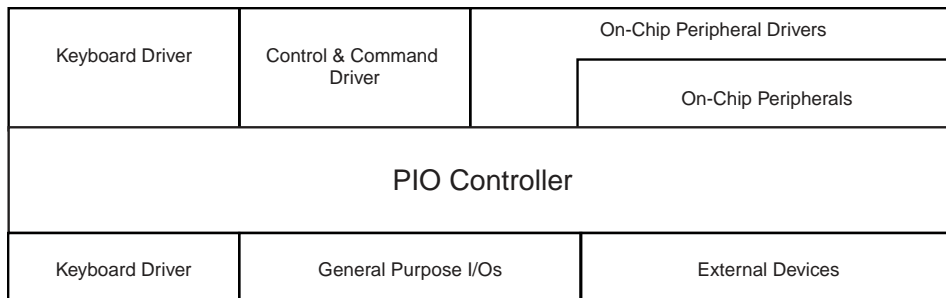 Keyboard Driver
Control & Command
Driver
On-Chip Peripheral Drivers
On-Chip Peripherals
PIO Controller
Keyboard Driver
General Purpose I/Os
External Devices